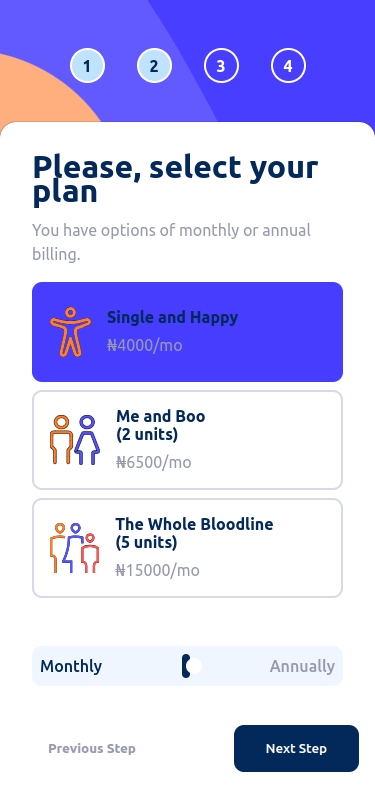 1 2 3 4
Please, select your
plan
You have options of monthly or annual
billing.
Single and Happy
₦4000/mo
Me and Boo
(2 units)
₦6500/mo
The Whole Bloodline
(5 units)
₦15000/mo
Monthly Annually
Previous Step Next Step